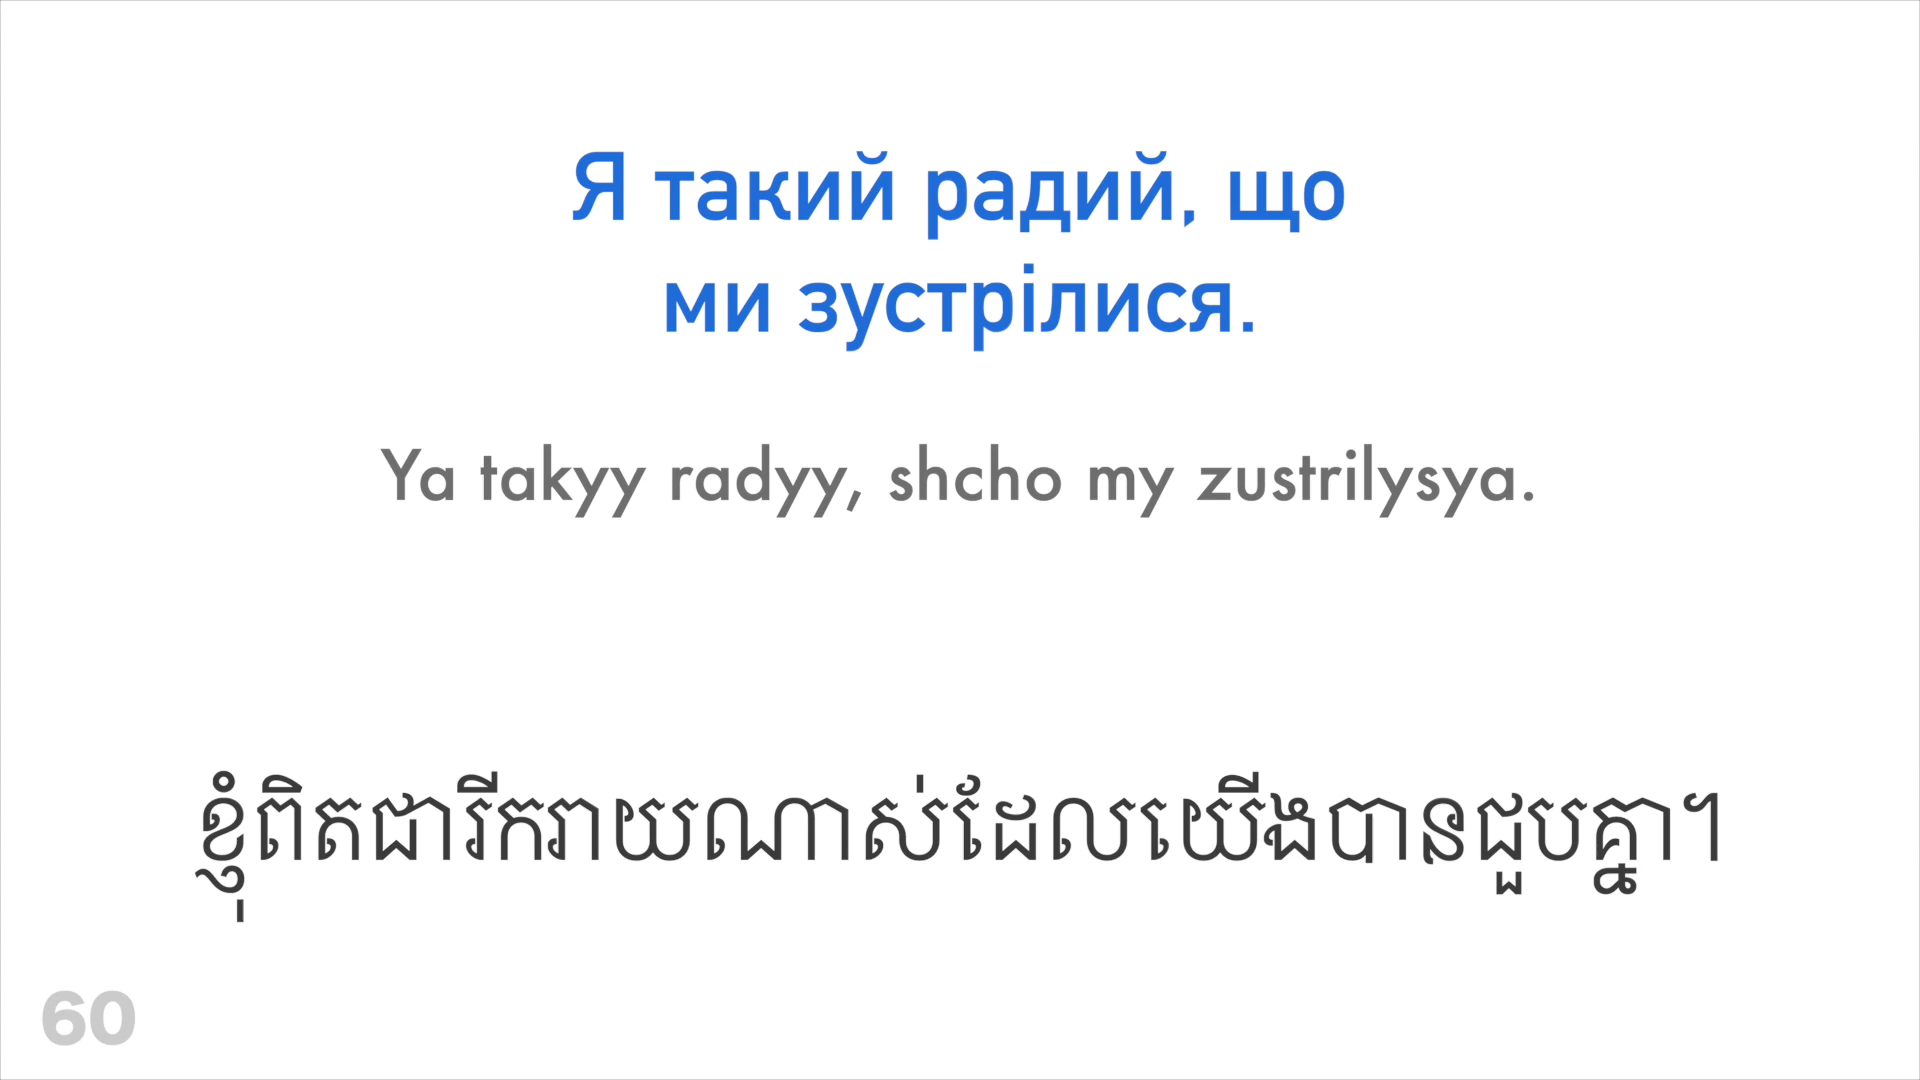 Я такий радий, що
ми зустрілися.
Ya takyy radyy, shcho my zustrilysya.
ខ្ញុំពិតជារីករាយណាស់ដែលយើងបានជួបគ្នា។
60